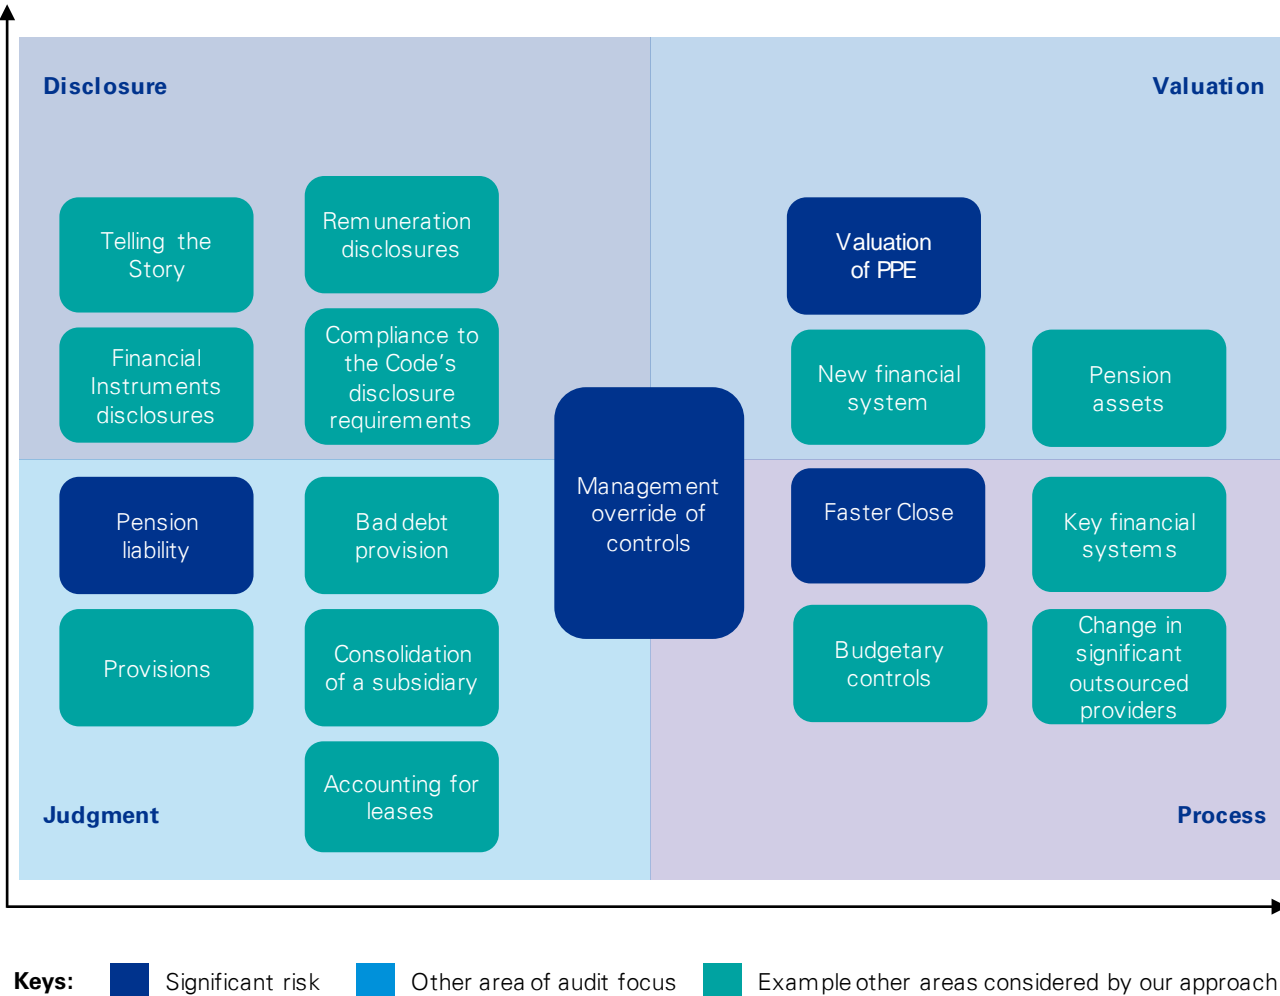 Disclosure
Valuation
Telling the
Story
Remuneration
disclosures
Financial
Instruments
disclosures
Compliance to
the Code's
disclosure
requirements
Valuation
of PPE
New financial
system
Pension
assets
Management
override of
controls
Pension
liability
Bad debt
provision
Provisions
Consolidation
of a subsidiary
Accounting for
leases
Judgment
Faster Close
Key financial
systems
Budgetary
controls
Change in
significant
outsourced
providers
Process
Keys:
Significant risk
Other area of audit focus
Example other areas considered by our approach